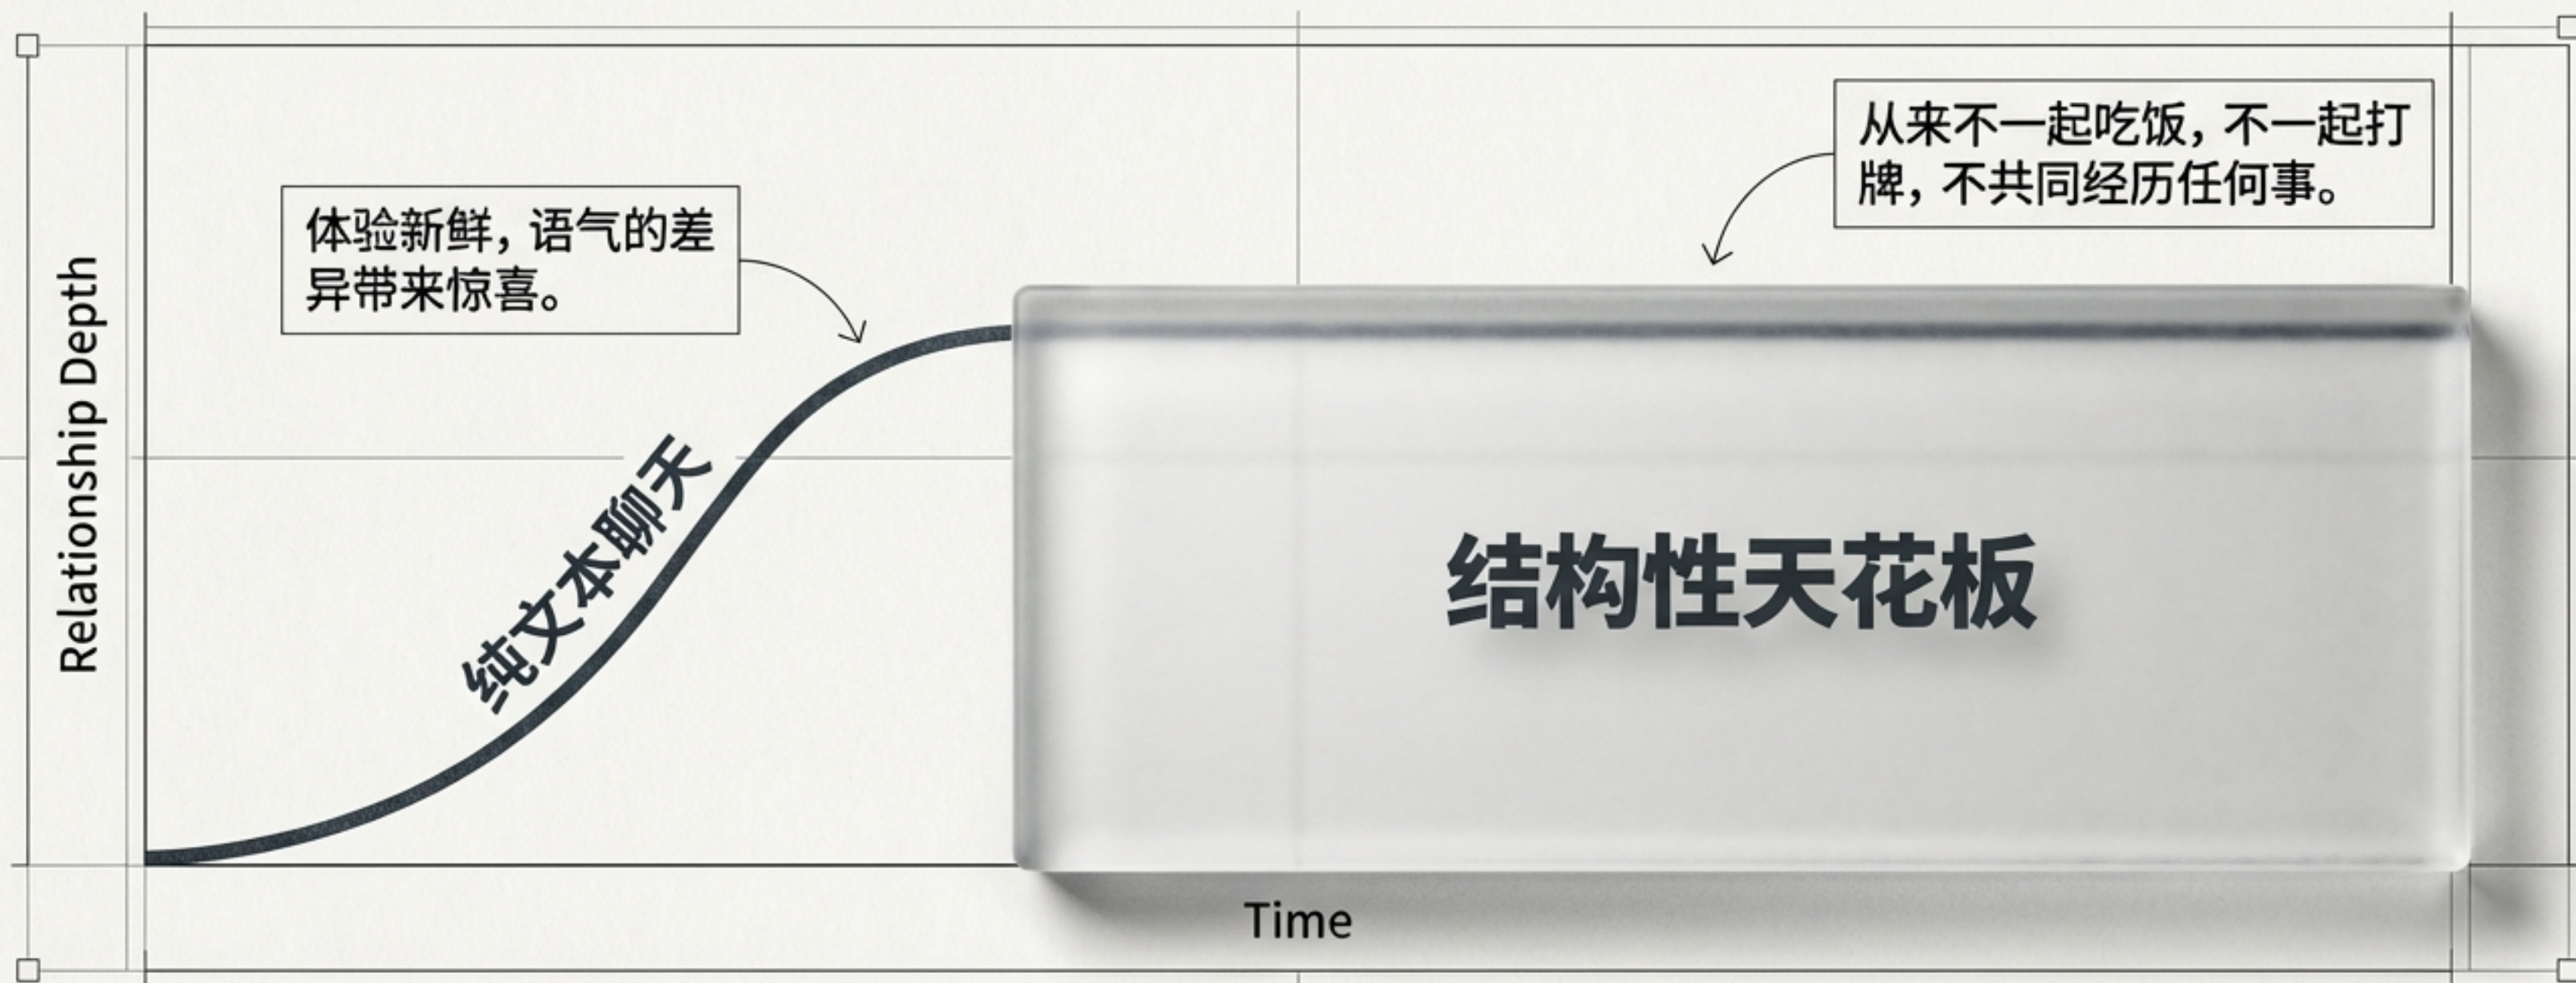 从来不一起吃饭，不一起打
牌，不共同经历任何事。
体验新鲜，语气的差
异带来惊喜。
Relationship Depth
纯文本聊天
结构性天花板
Time